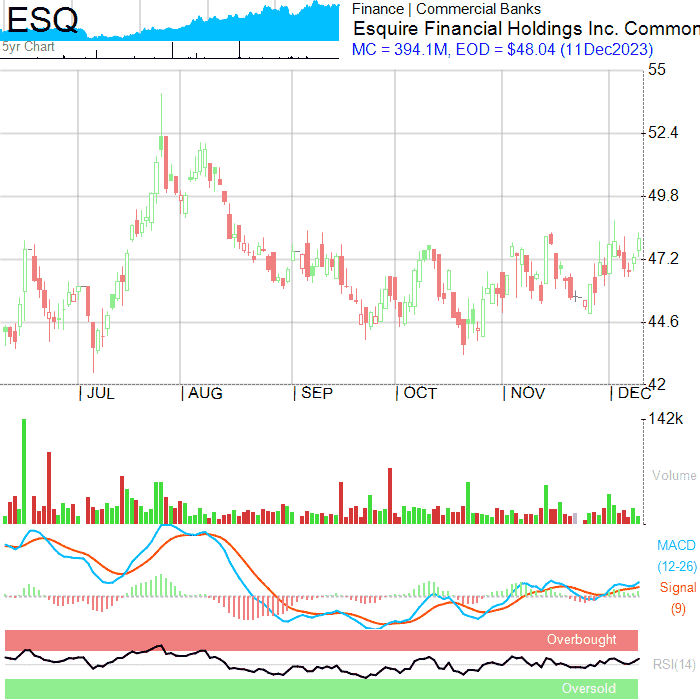 ESQ
5yr Chart
Finance | Commercial Banks
Esquire Financial Holdings Inc. Common
MC = 394.1M, EOD = $48.04 (11Dec2023)
55
52.4
49.8
47.2
44.6
42
JUL AUG SEP OCT NOV DEC
142k
Volume
MACD
(12-26)
Signal
(9)
Overbought
RSI(14)
Oversold